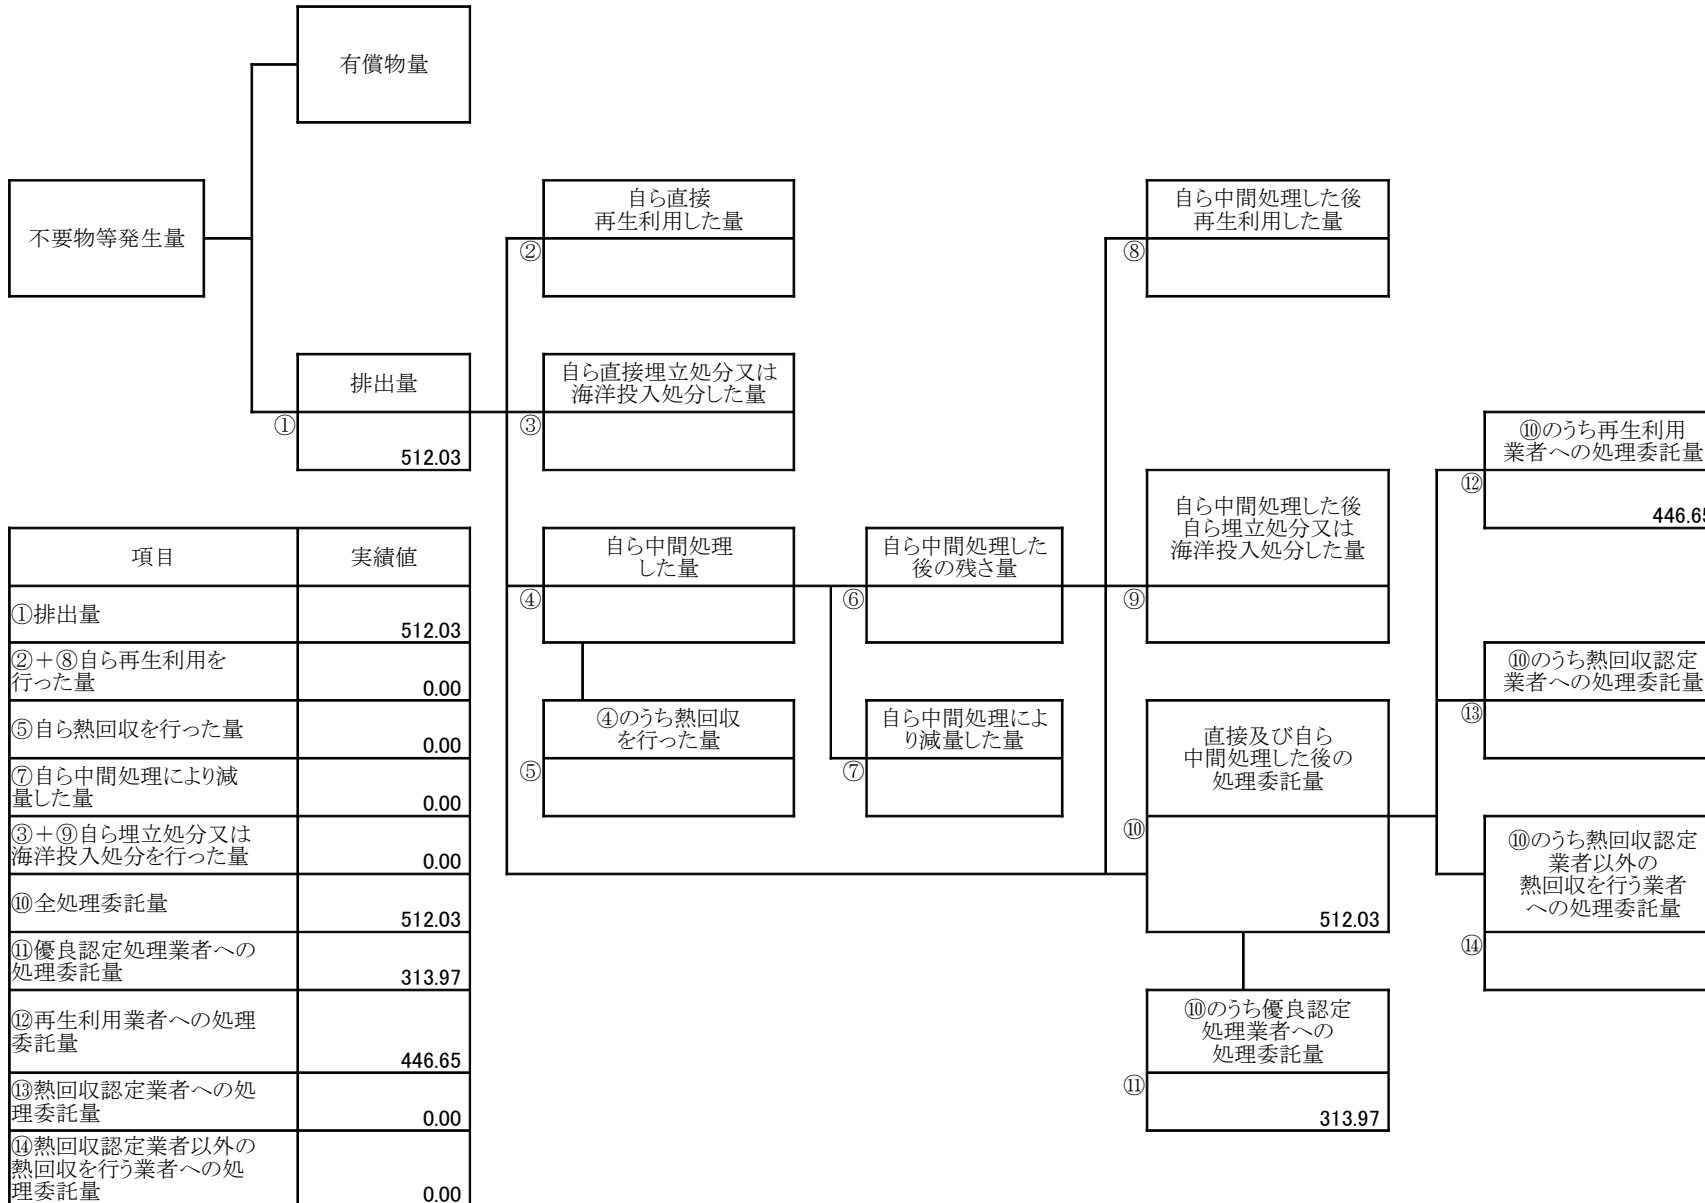 有償物量
不要物等発生量
自ら直接
再生利用した量
②
自ら中間処理した後
再生利用した量
⑧
排出量
①
512.03
自ら直接埋立処分又は
海洋投入処分した量
③
⑩のうち再生利用
業者への処理委託量
⑫
446.65
自ら中間処理
した量
④
自ら中間処理した
後の残さ量
⑥
自ら中間処理した後
自ら埋立処分又は
海洋投入処分した量
⑨
④のうち熱回収
を行った量
⑤
自ら中間処理によ
り減量した量
⑦
直接及び自ら
中間処理した後の
処理委託量
⑩
512.03
⑩のうち熱回収認定
業者への処理委託量
⑬
⑩のうち熱回収認定
業者以外の
熱回収を行う業者
への処理委託量
⑭
⑩のうち優良認定
処理業者への
処理委託量
⑪
313.97
項目 実績値
①排出量 512.03
②＋⑧自ら再生利用を
行った量 0.00
⑤自ら熱回収を行った量 0.00
⑦自ら中間処理により減
量した量 0.00
③＋⑨自ら埋立処分又は
海洋投入処分を行った量 0.00
⑩全処理委託量 512.03
⑪優良認定処理業者への
処理委託量 313.97
⑫再生利用業者への処理
委託量 446.65
⑬熱回収認定業者への処
理委託量 0.00
⑭熱回収認定業者以外の
熱回収を行う業者への処
理委託量 0.00